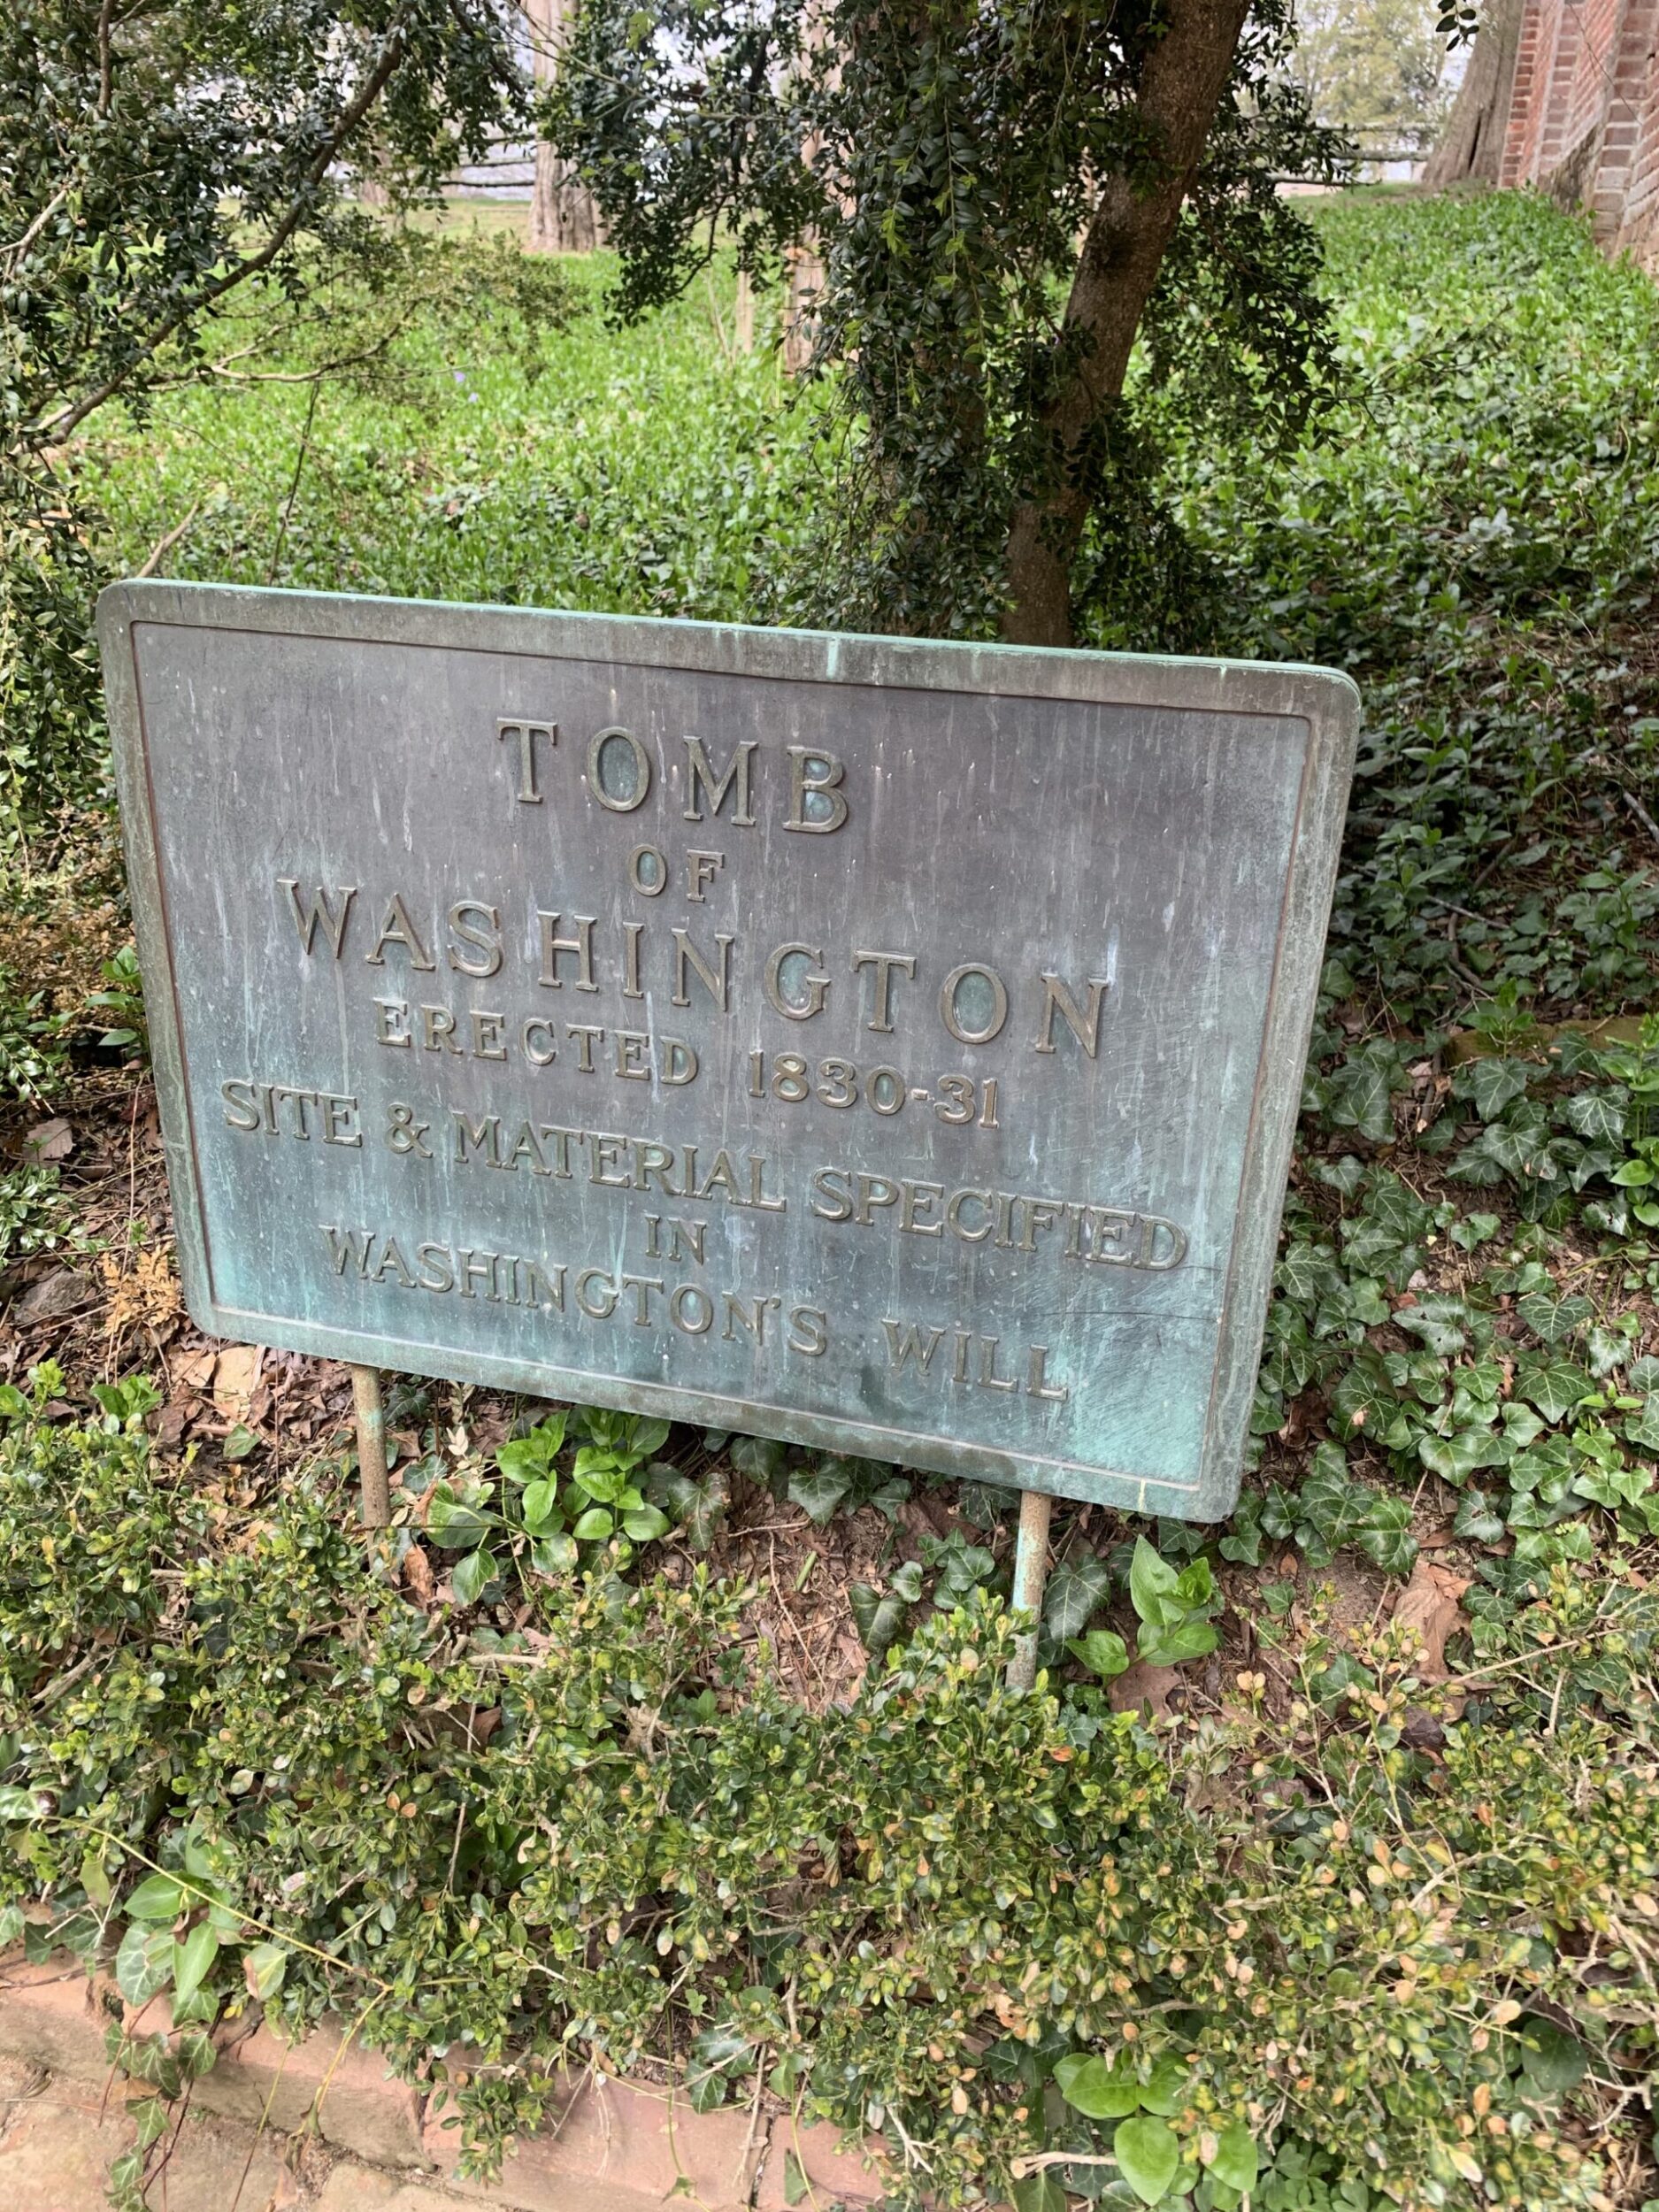 TOMB
OF
WASHINGTON
ERECTED 1830-31
SITE & MATERIAL SPECIFIED
IN
WASHINGTON'S WILL